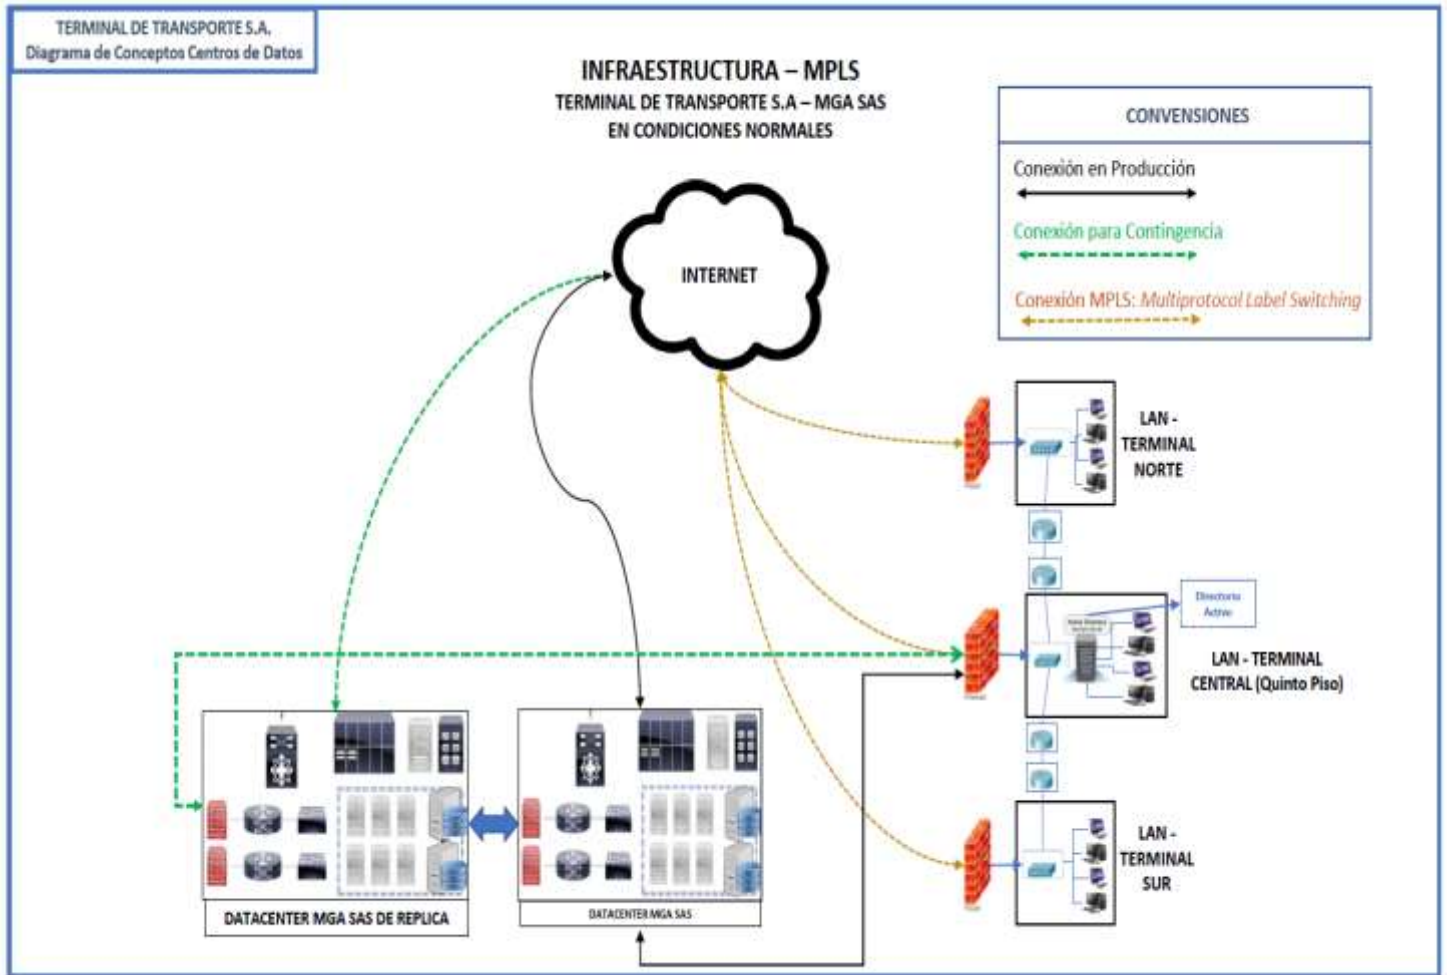 TERMINAL DE TRANSPORTE S.A.
Diagrama de Conceptos Centros de Datos
INFRAESTRUCTURA – MPLS
TERMINAL DE TRANSPORTE S.A – MGA SAS
EN CONDICIONES NORMALES
CONVENSIONES
Conexión en Producción
Conexión para Contingencia
Conexión MPLS: Multiprotocol Label Switching
INTERNET
LAN -
TERMINAL
NORTE
Directorio
Activo
LAN - TERMINAL
CENTRAL (Quinto Piso)
LAN -
TERMINAL
SUR
DATACENTER MGA SAS DE REPLICA
DATACENTER MGA SAS